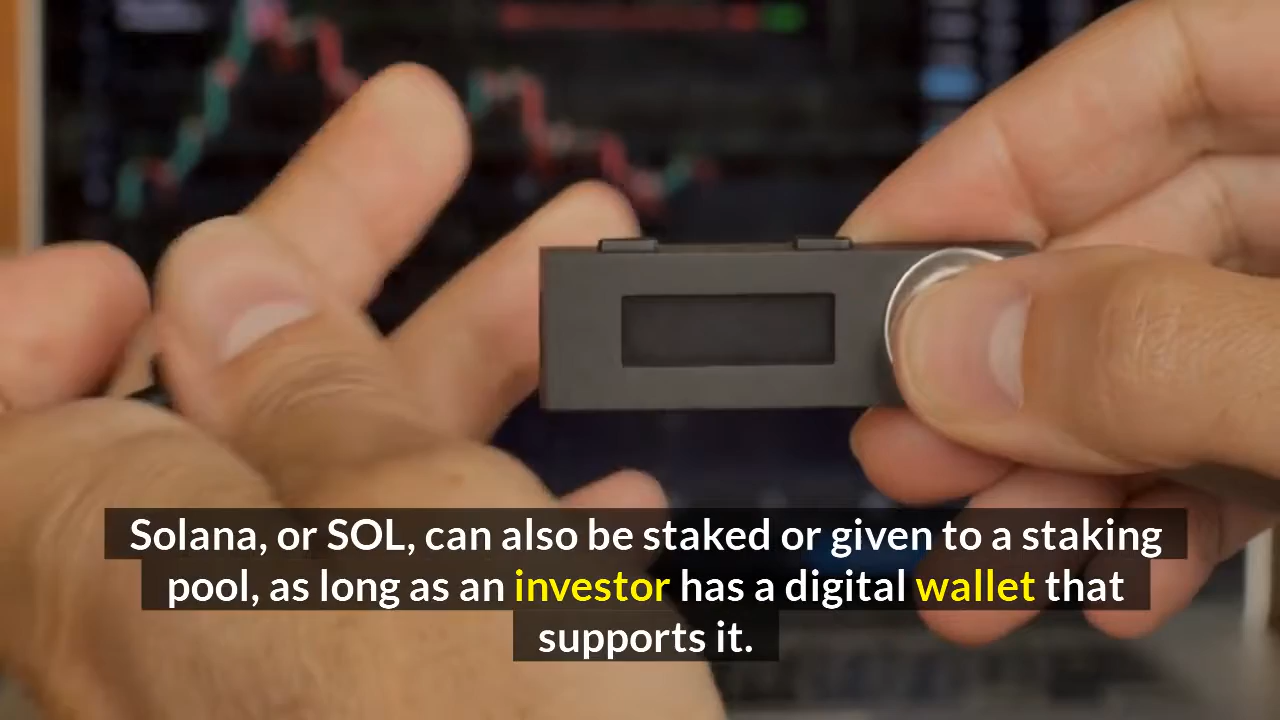 Solana, or SOL, can also be staked or given to a staking
pool, as long as an investor has a digital wallet that
supports it.